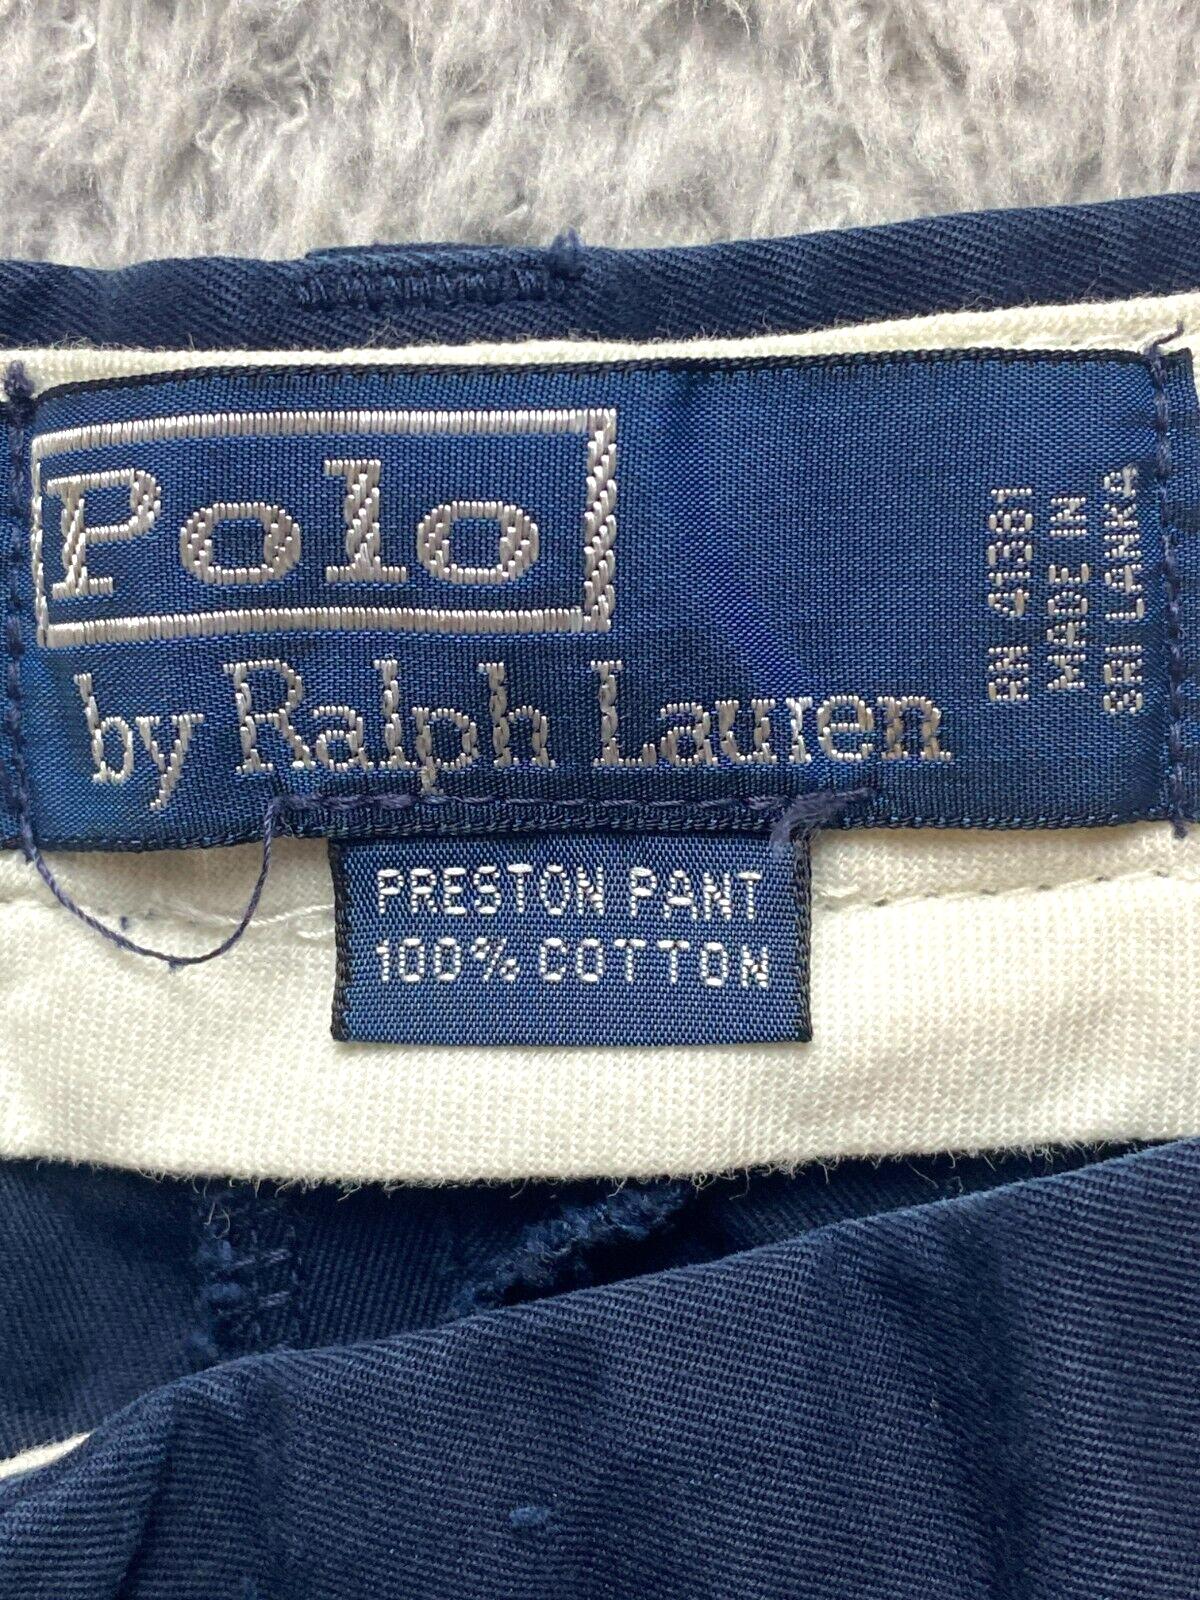 Polo
by Ralph Lauren
RN 41381
MADE IN
SRI LANKA
PRESTON PANT
100% COTTON